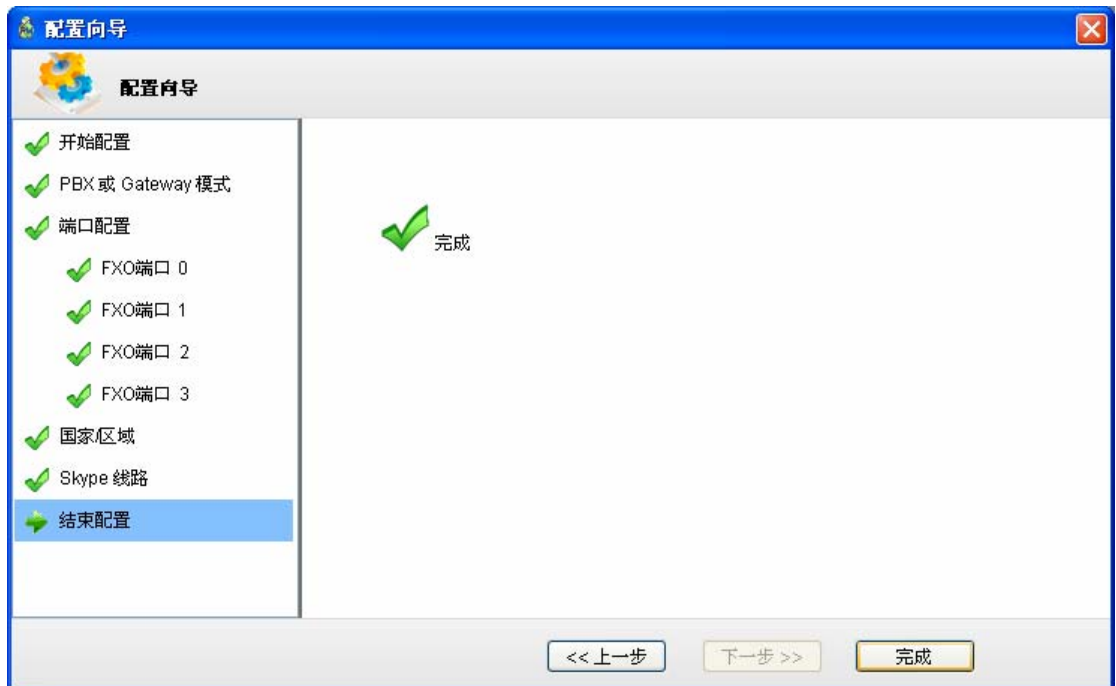 配置向导
配置向导
开始配置
PBX 或 Gateway 模式
端口配置
FXO端口 0
FXO端口 1
FXO端口 2
FXO端口 3
国家/区域
Skype 线路
结束配置
完成
<< 上一步
下一步 >>
完成